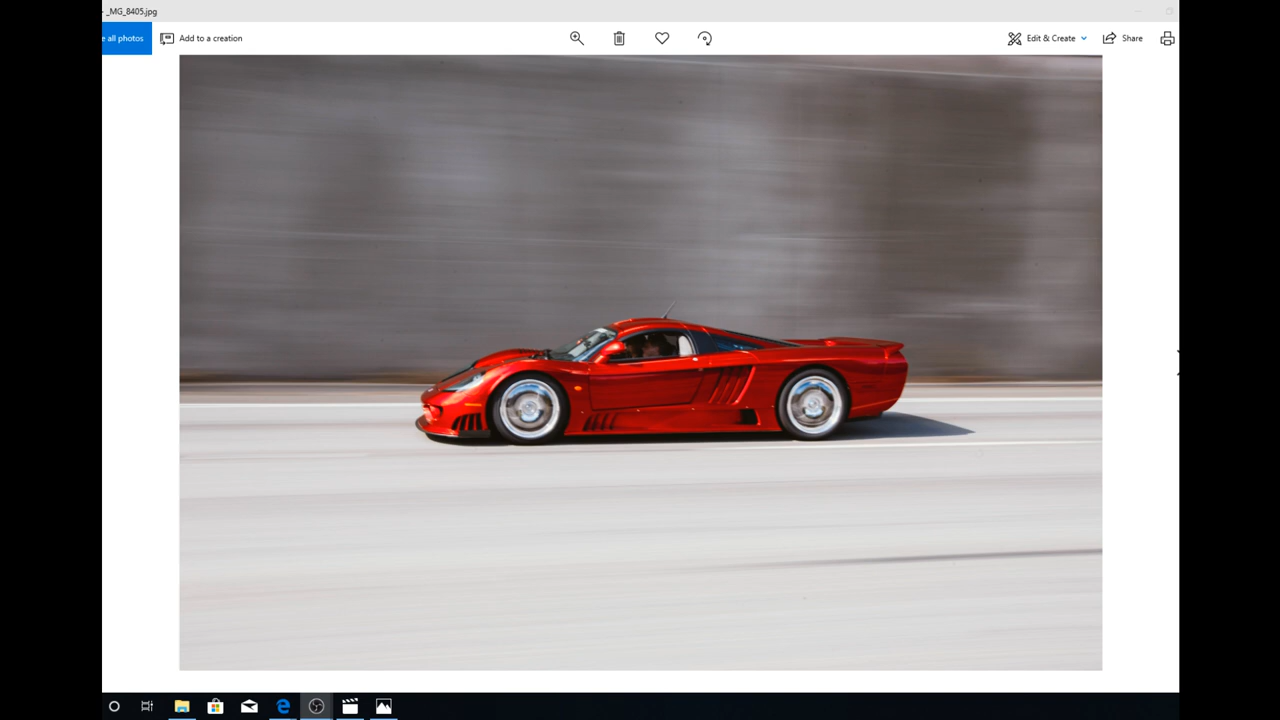 _MG_8405.jpg
e all photos
Add to a creation
Edit & Create
Share